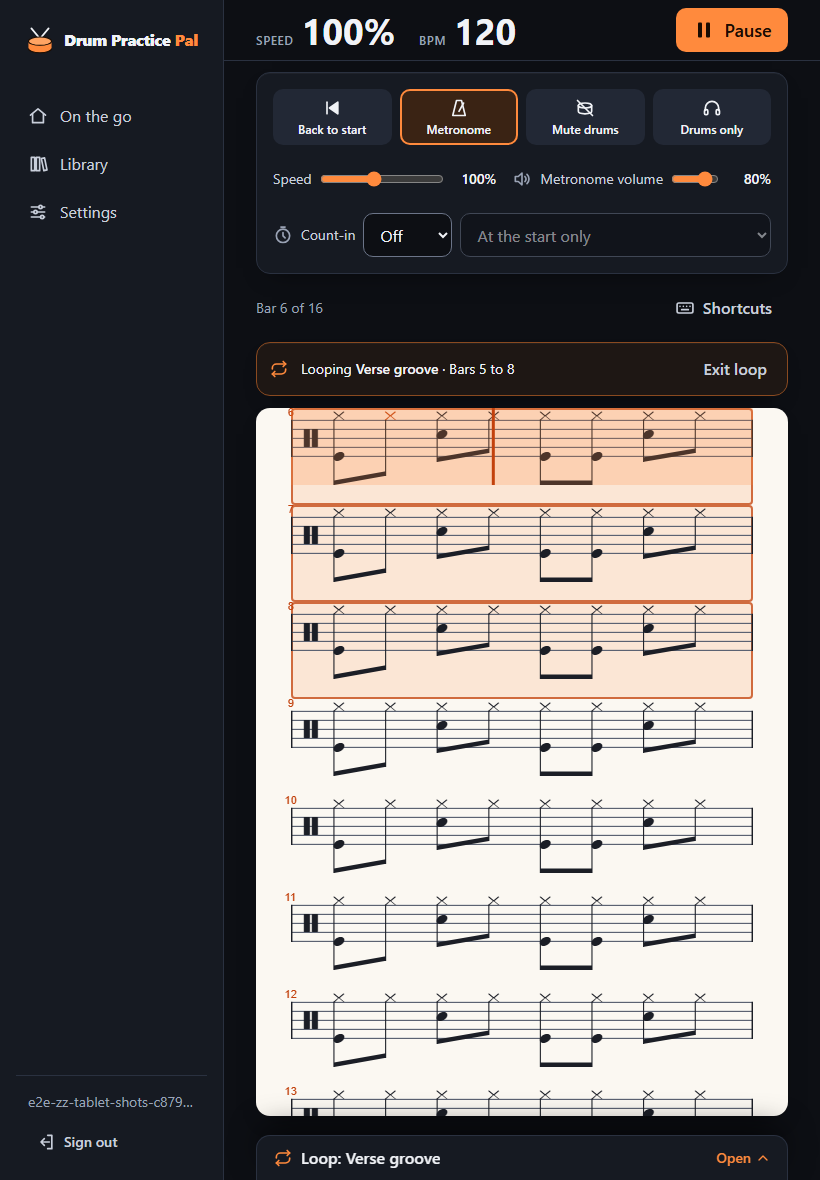 Drum Practice Pal
On the go
Library
Settings
e2e-zz-tablet-shots-c879...
Sign out
SPEED 100% BPM 120
Pause
Back to start
Metronome
Mute drums
Drums only
Speed 100% Metronome volume 80%
Count-in Off At the start only
Bar 6 of 16
Shortcuts
Looping Verse groove · Bars 5 to 8
Exit loop
6
7
8
9
10
11
12
13
Loop: Verse groove
Open